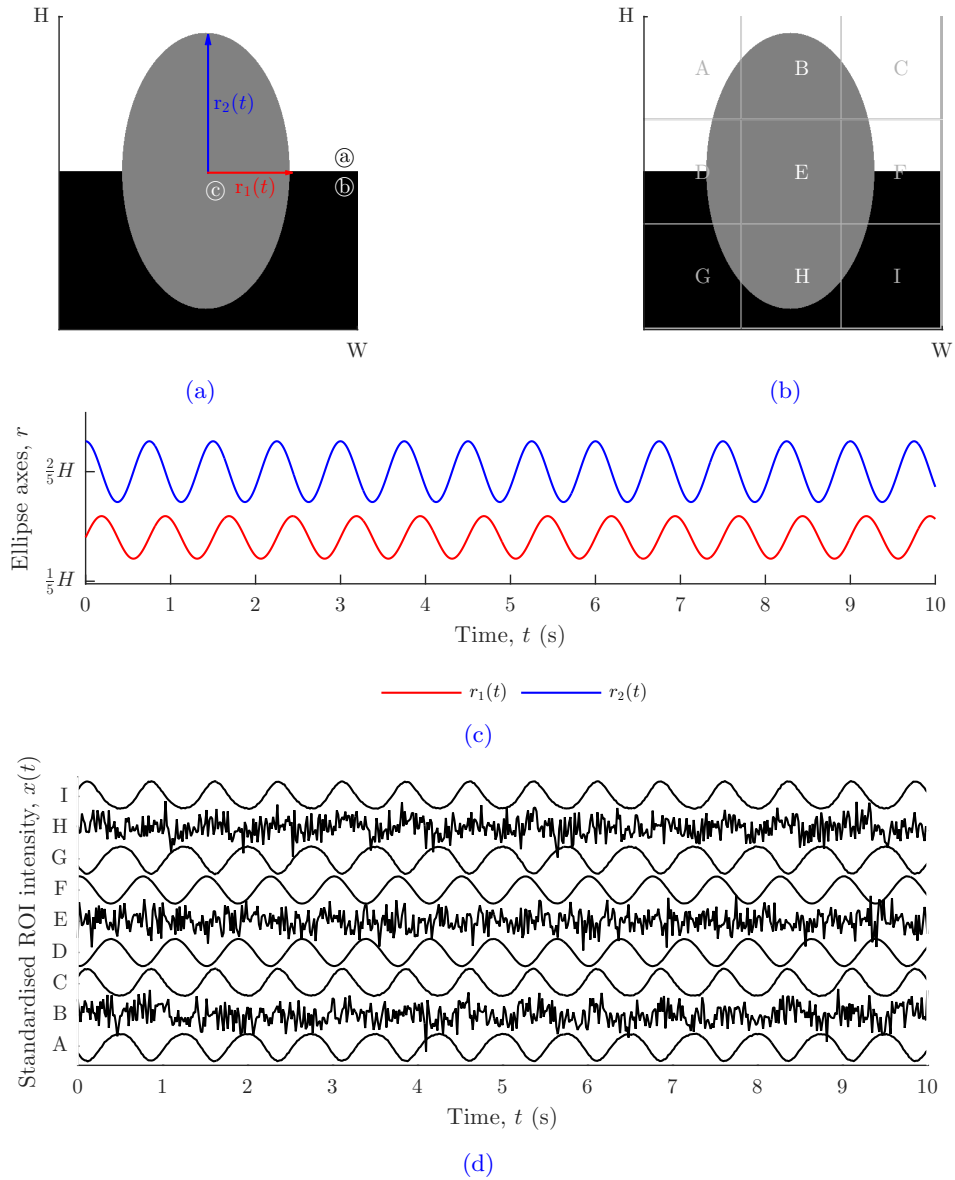 H
r₂(t)
ⓐ
ⓒ r₁(t) ⓑ
W
(a)
H
A B C
D E F
G H I
W
(b)
Ellipse axes, r
2/5 H
1/5 H
0 1 2 3 4 5 6 7 8 9 10
Time, t (s)
r₁(t) r₂(t)
(c)
Standardised ROI intensity, x(t)
I
H
G
F
E
D
C
B
A
0 1 2 3 4 5 6 7 8 9 10
Time, t (s)
(d)